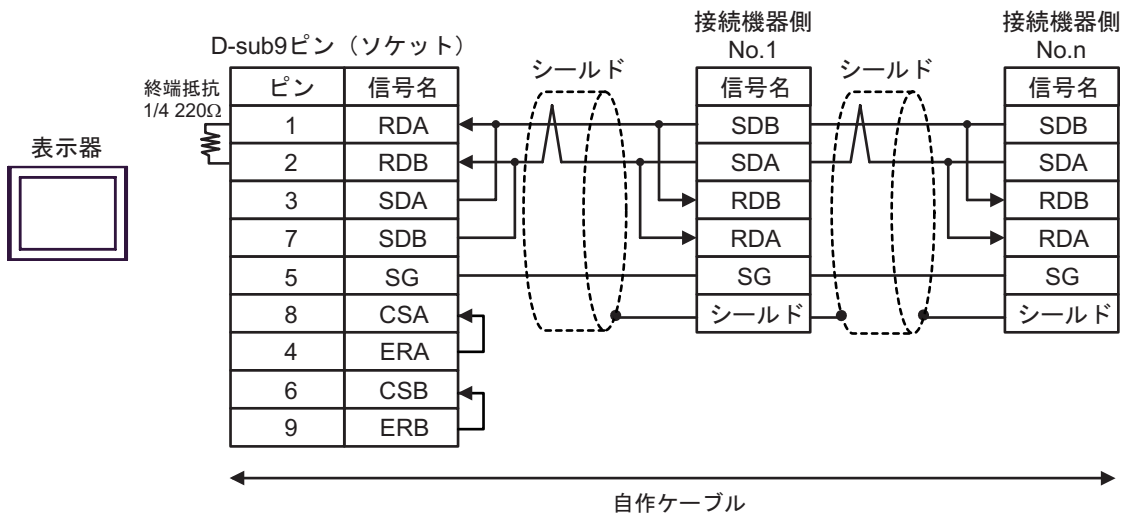 接続機器側 接続機器側
D-sub9ピン（ソケット） No.1 No.n
シールド シールド
終端抵抗 ピン 信号名 信号名 信号名
1/4 220Ω 1 RDA SDB SDB
表示器 2 RDB SDA SDA
3 SDA RDB RDB
7 SDB RDA RDA
5 SG SG SG
8 CSA シールド シールド
4 ERA
6 CSB
9 ERB
自作ケーブル